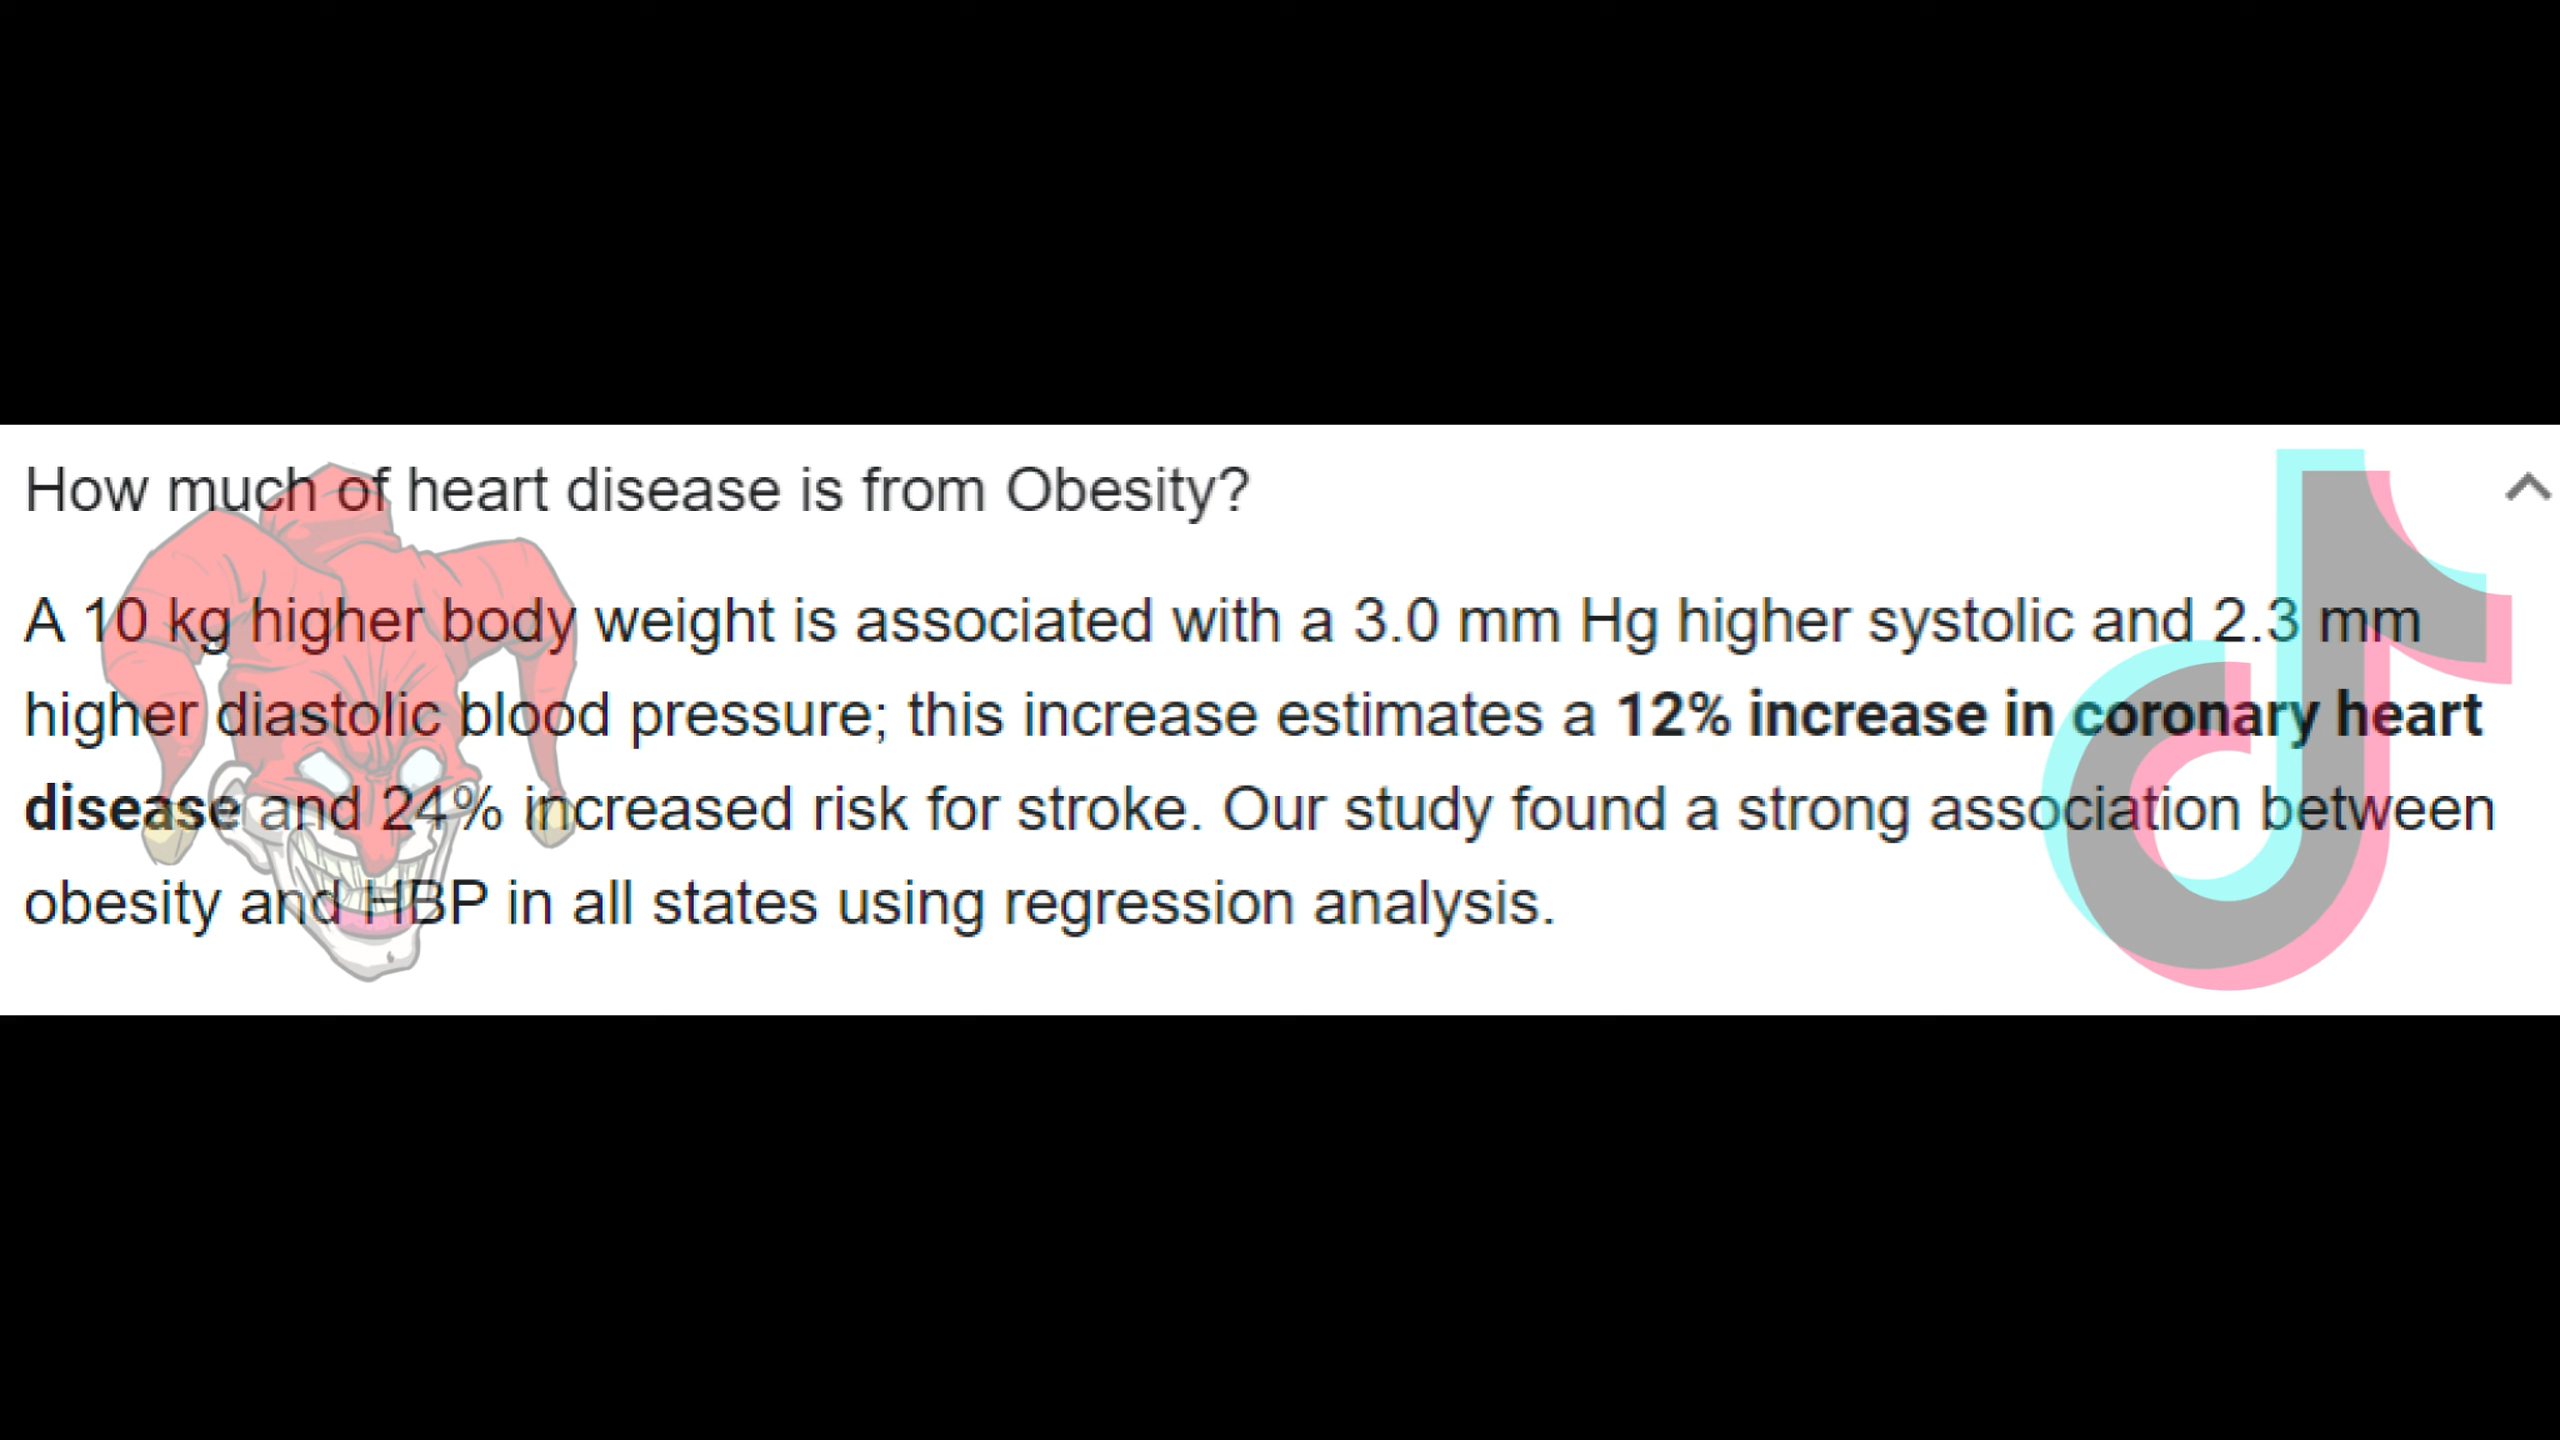 How much of heart disease is from Obesity?
A 10 kg higher body weight is associated with a 3.0 mm Hg higher systolic and 2.3 mm
higher diastolic blood pressure; this increase estimates a 12% increase in coronary heart
disease and 24% increased risk for stroke. Our study found a strong association between
obesity and HBP in all states using regression analysis.